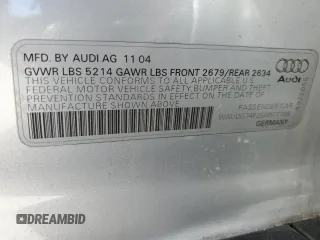 MFD. BY AUDI AG 11 04
GVWR LBS 5214 GAWR LBS FRONT 2679/REAR 2634
THIS VEHICLE CONFORMS TO ALL APPLICABLE U.S.
FEDERAL MOTOR VEHICLE SAFETY, BUMPER AND THEFT
PREVENTION STANDARDS IN EFFECT ON THE DATE OF
MANUFACTURE SHOWN ABOVE.
Audi
PASSENGER CAR
GERMANY
DREAMBID